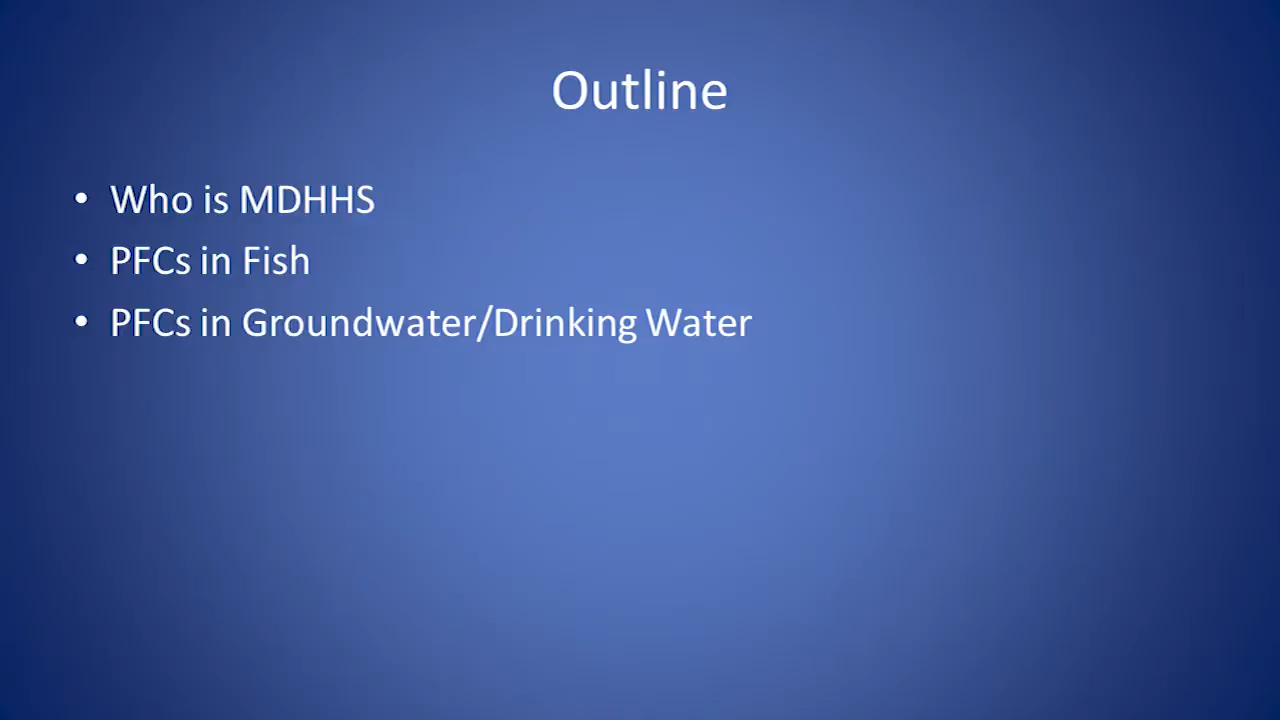 Outline
• Who is MDHHS
• PFCs in Fish
• PFCs in Groundwater/Drinking Water